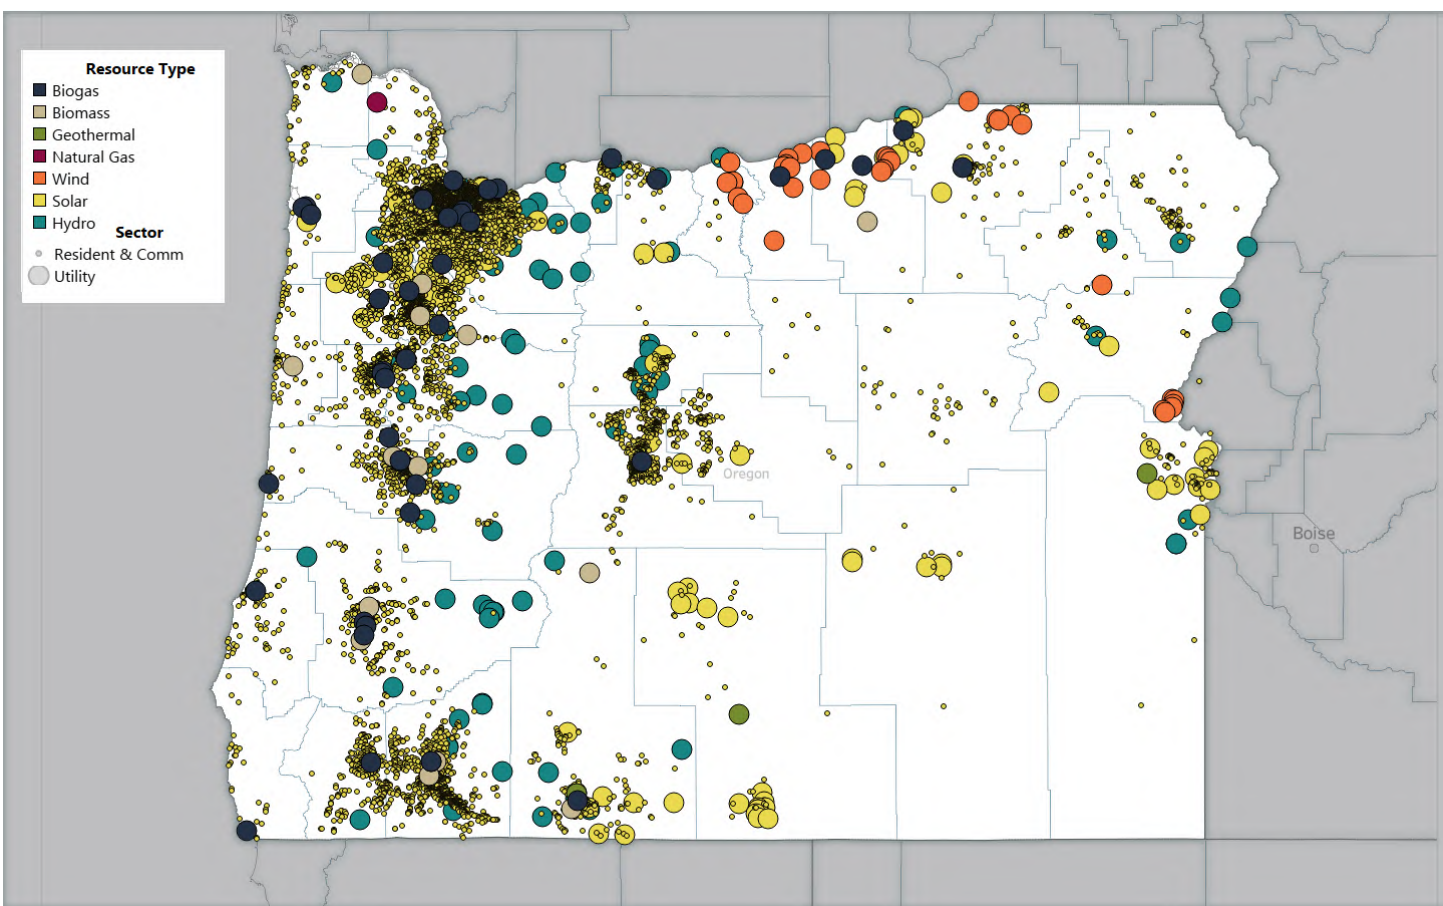 Resource Type
Biogas
Biomass
Geothermal
Natural Gas
Wind
Solar
Hydro
Sector
Resident & Comm
Utility
Oregon
Boise